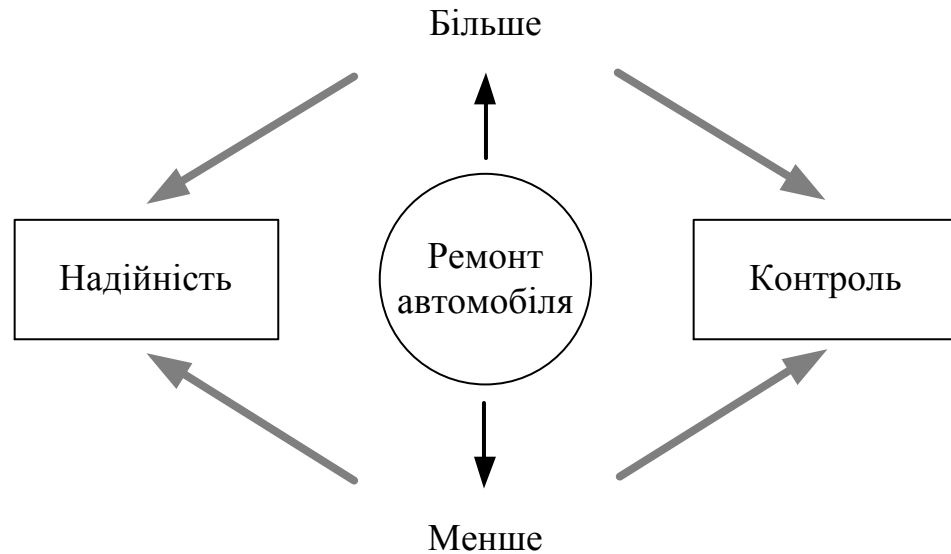 Більше
Надійність
Ремонт
автомобіля
Контроль
Менше